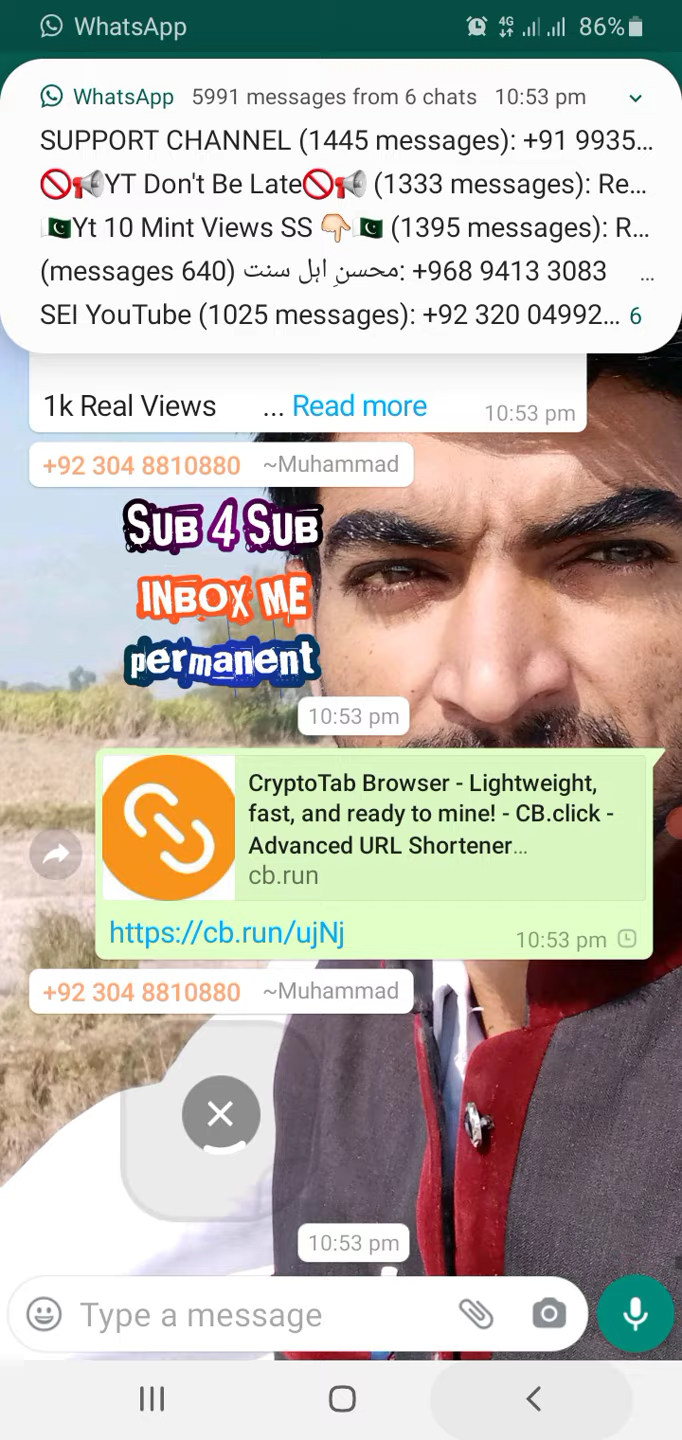 WhatsApp 4G 86%
WhatsApp 5991 messages from 6 chats 10:53 pm
SUPPORT CHANNEL (1445 messages): +91 9935...
🚫📢YT Don't Be Late🚫📢 (1333 messages): Re...
🇵🇰Yt 10 Mint Views SS 👇🏻🇵🇰 (1395 messages): R...
(messages 640) محسنِ اہل سنت: +968 9413 3083 ...
SEI YouTube (1025 messages): +92 320 04992... 6
1k Real Views ... Read more 10:53 pm
+92 304 8810880 ~Muhammad
SUB 4 SUB
INBOX ME
permanent
10:53 pm
CryptoTab Browser - Lightweight,
fast, and ready to mine! - CB.click -
Advanced URL Shortener...
cb.run
https://cb.run/ujNj 10:53 pm
+92 304 8810880 ~Muhammad
10:53 pm
Type a message